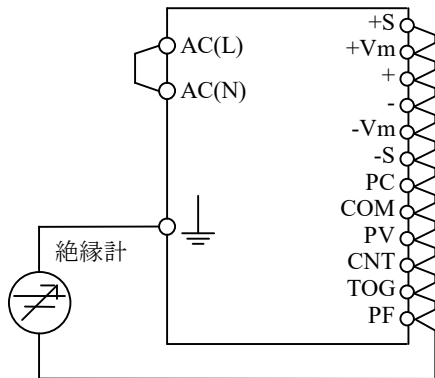 AC(L)
AC(N)
絶縁計
+S
+Vm
+
-
-Vm
-S
PC
COM
PV
CNT
TOG
PF